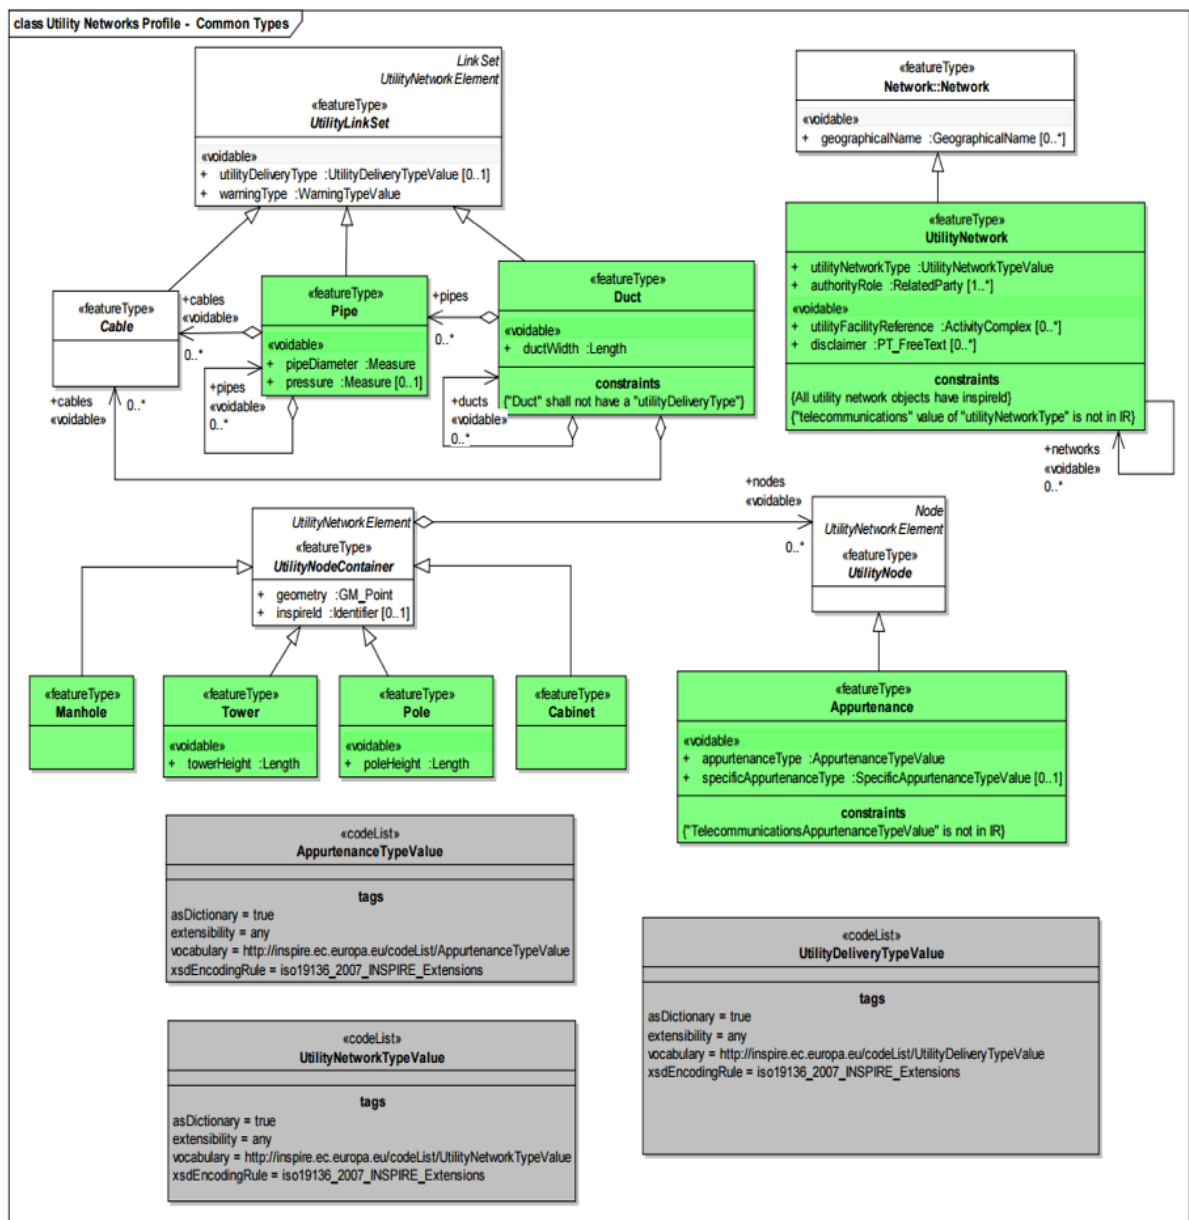 class Utility Networks Profile - Common Types
Link Set
UtilityNetworkElement
«featureType»
UtilityLinkSet
«voidable»
+ utilityDeliveryType :UtilityDeliveryTypeValue [0..1]
+ warningType :WarningTypeValue
«featureType»
Network::Network
«voidable»
+ geographicalName :GeographicalName [0..*]
«featureType»
UtilityNetwork
+ utilityNetworkType :UtilityNetworkTypeValue
+ authorityRole :RelatedParty [1..*]
«voidable»
+ utilityFacilityReference :ActivityComplex [0..*]
+ disclaimer :PT_FreeText [0..*]
constraints
{All utility network objects have inspireId}
{"telecommunications" value of "utilityNetworkType" is not in IR}
+networks
«voidable»
0..*
«featureType»
Cable
+cables
«voidable»
0..*
«featureType»
Pipe
«voidable»
+ pipeDiameter :Measure
+ pressure :Measure [0..1]
+pipes
0..*
«featureType»
Duct
«voidable»
+ ductWidth :Length
constraints
{"Duct" shall not have a "utilityDeliveryType"}
+cables
«voidable»
0..*
+pipes
«voidable»
0..*
+ducts
«voidable»
0..*
UtilityNetworkElement
«featureType»
UtilityNodeContainer
+ geometry :GM_Point
+ inspireId :Identifier [0..1]
+nodes
«voidable»
0..*
Node
UtilityNetworkElement
«featureType»
UtilityNode
«featureType»
Manhole
«featureType»
Tower
«voidable»
+ towerHeight :Length
«featureType»
Pole
«voidable»
+ poleHeight :Length
«featureType»
Cabinet
«featureType»
Appurtenance
«voidable»
+ appurtenanceType :AppurtenanceTypeValue
+ specificAppurtenanceType :SpecificAppurtenanceTypeValue [0..1]
constraints
{"TelecommunicationsAppurtenanceTypeValue" is not in IR}
«codeList»
AppurtenanceTypeValue
tags
asDictionary = true
extensibility = any
vocabulary = http://inspire.ec.europa.eu/codeList/AppurtenanceTypeValue
xsdEncodingRule = iso19136_2007_INSPIRE_Extensions
«codeList»
UtilityDeliveryTypeValue
tags
asDictionary = true
extensibility = any
vocabulary = http://inspire.ec.europa.eu/codeList/UtilityDeliveryTypeValue
xsdEncodingRule = iso19136_2007_INSPIRE_Extensions
«codeList»
UtilityNetworkTypeValue
tags
asDictionary = true
extensibility = any
vocabulary = http://inspire.ec.europa.eu/codeList/UtilityNetworkTypeValue
xsdEncodingRule = iso19136_2007_INSPIRE_Extensions